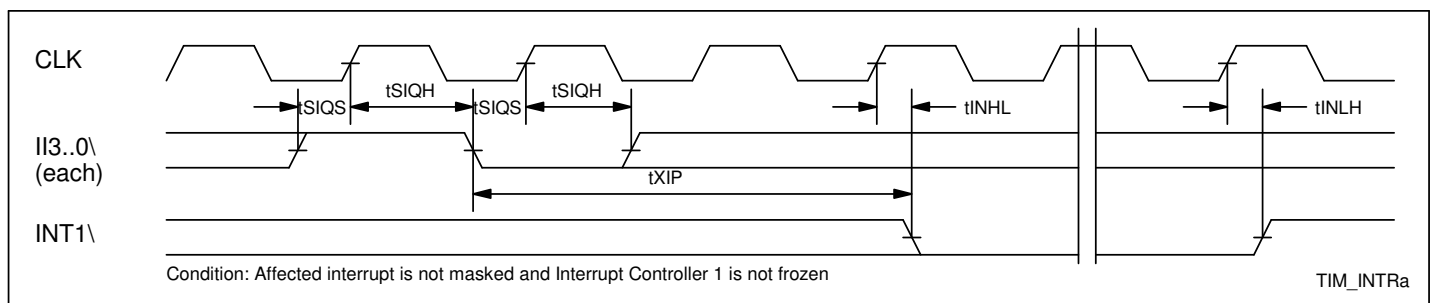 CLK
tSIQS
tSIQH
tSIQS
tSIQH
tINHL
tINLH
II3..0\
(each)
tXIP
INT1\
Condition: Affected interrupt is not masked and Interrupt Controller 1 is not frozen
TIM_INTRa